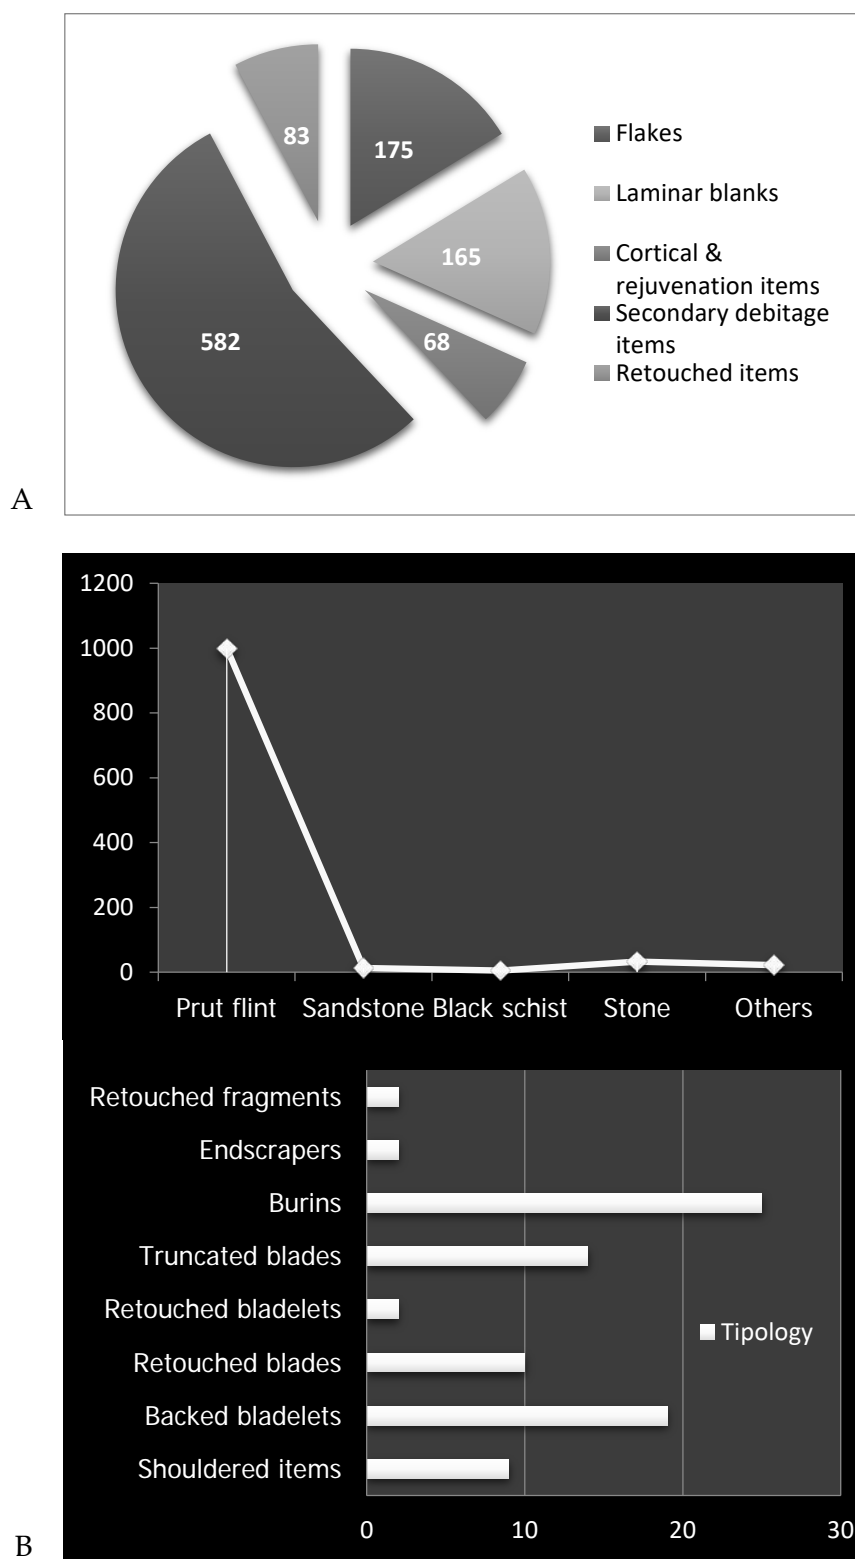 83
175
165
68
582
Flakes
Laminar blanks
Cortical &
rejuvenation items
Secondary debitage
items
Retouched items
A
1200
1000
800
600
400
200
0
Prut flint Sandstone Black schist Stone Others
Retouched fragments
Endscrapers
Burins
Truncated blades
Retouched bladelets
Retouched blades
Backed bladelets
Shouldered items
Tipology
0 10 20 30
B